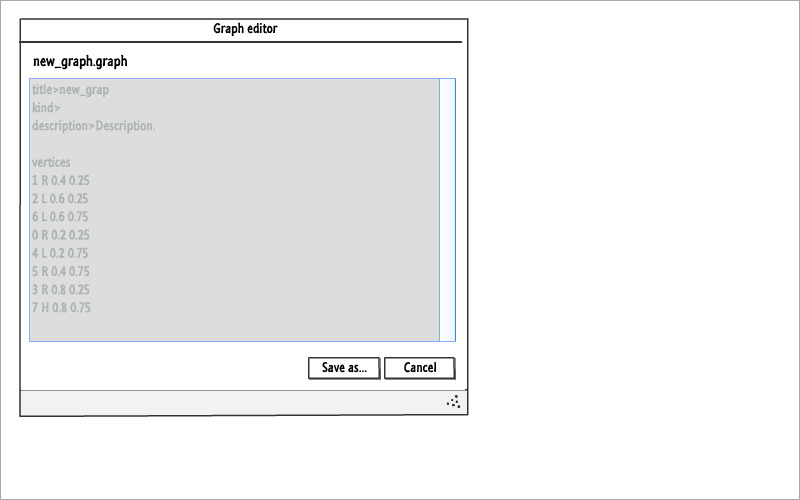 Graph editor
new_graph.graph
title>new_grap
kind>
description>Description.
vertices
1 R 0.4 0.25
2 L 0.6 0.25
6 L 0.6 0.75
0 R 0.2 0.25
4 L 0.2 0.75
5 R 0.4 0.75
3 R 0.8 0.25
7 H 0.8 0.75
Save as... Cancel